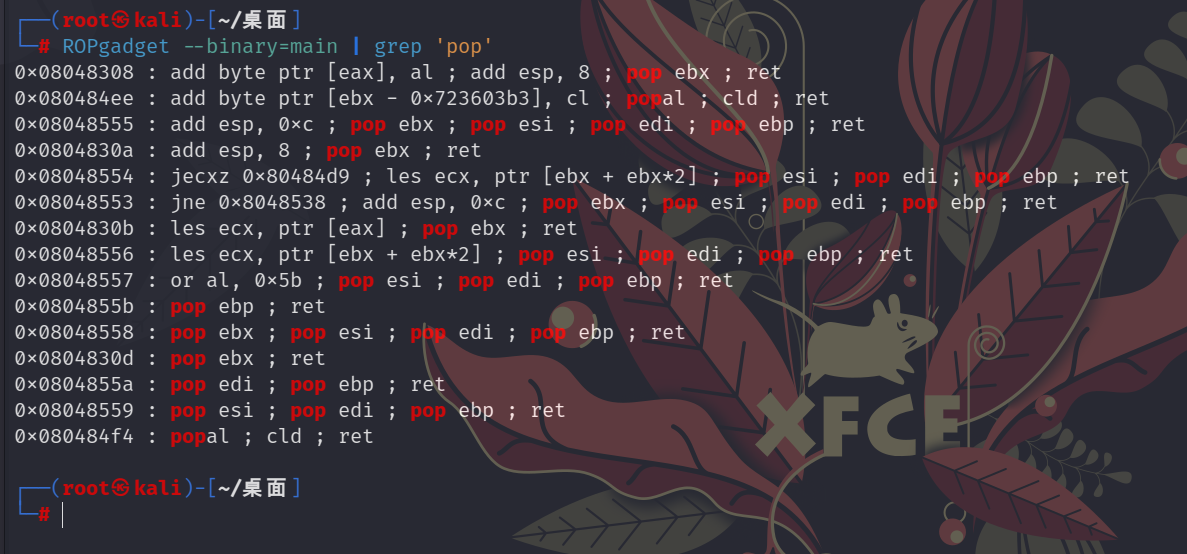 ┌──(root㉿kali)-[~/桌面]
└─# ROPgadget --binary=main | grep 'pop'
0×08048308 : add byte ptr [eax], al ; add esp, 8 ; pop ebx ; ret
0×080484ee : add byte ptr [ebx - 0×723603b3], cl ; popal ; cld ; ret
0×08048555 : add esp, 0×c ; pop ebx ; pop esi ; pop edi ; pop ebp ; ret
0×0804830a : add esp, 8 ; pop ebx ; ret
0×08048554 : jecxz 0×80484d9 ; les ecx, ptr [ebx + ebx*2] ; pop esi ; pop edi ; pop ebp ; ret
0×08048553 : jne 0×8048538 ; add esp, 0×c ; pop ebx ; pop esi ; pop edi ; pop ebp ; ret
0×0804830b : les ecx, ptr [eax] ; pop ebx ; ret
0×08048556 : les ecx, ptr [ebx + ebx*2] ; pop esi ; pop edi ; pop ebp ; ret
0×08048557 : or al, 0×5b ; pop esi ; pop edi ; pop ebp ; ret
0×0804855b : pop ebp ; ret
0×08048558 : pop ebx ; pop esi ; pop edi ; pop ebp ; ret
0×0804830d : pop ebx ; ret
0×0804855a : pop edi ; pop ebp ; ret
0×08048559 : pop esi ; pop edi ; pop ebp ; ret
0×080484f4 : popal ; cld ; ret
XFCE
┌──(root㉿kali)-[~/桌面]
└─#